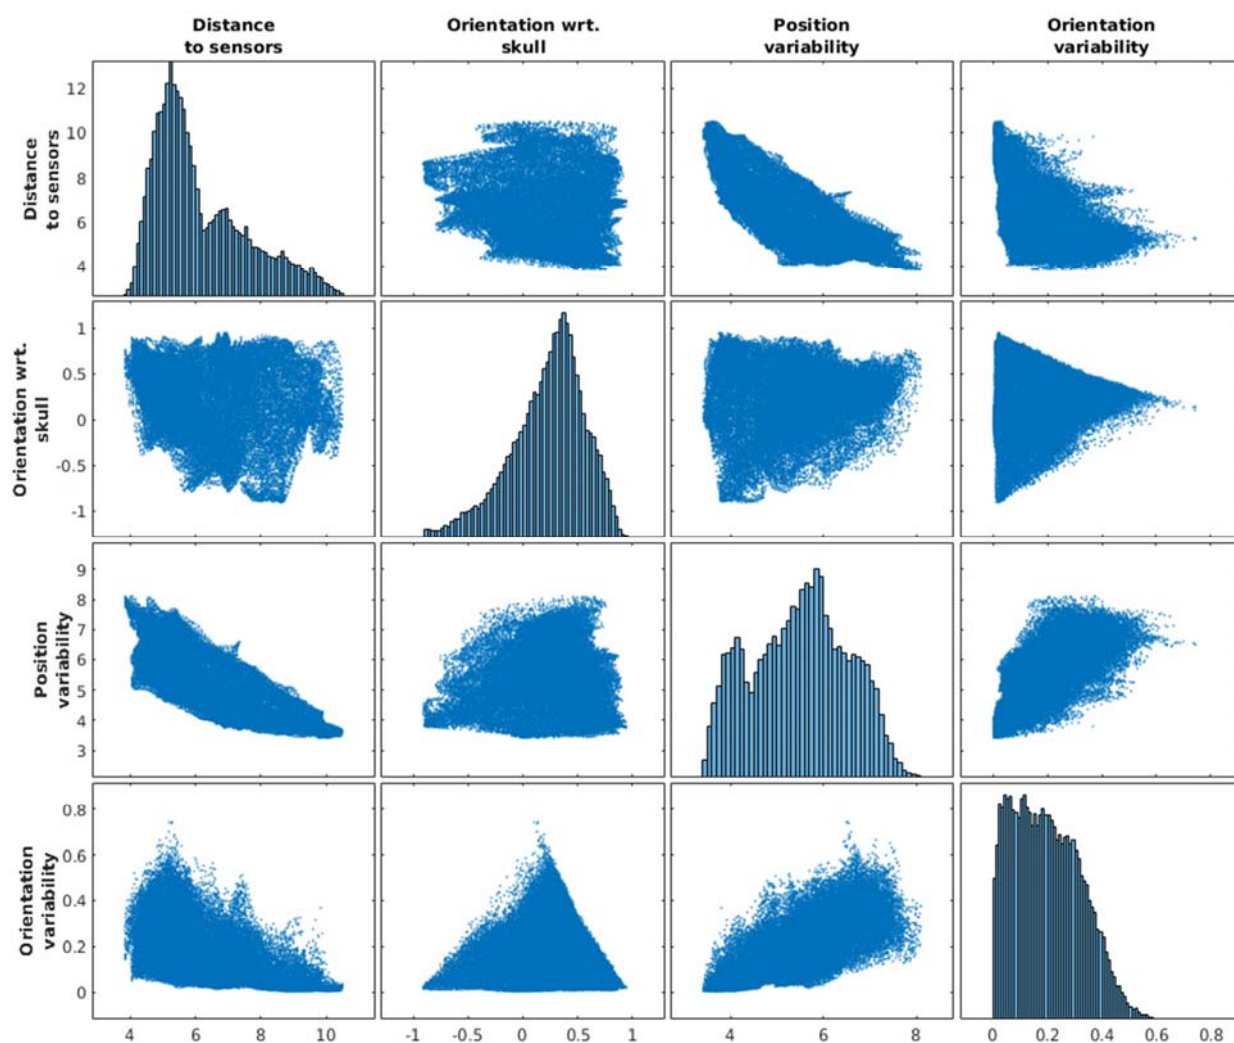 Distance
to sensors
Orientation wrt.
skull
Position
variability
Orientation
variability
Distance
to sensors
12
10
8
6
4
Orientation wrt.
skull
1
0.5
0
-0.5
-1
Position
variability
9
8
7
6
5
4
3
Orientation
variability
0.8
0.6
0.4
0.2
0
4
6
8
10
-1
-0.5
0
0.5
1
4
6
8
0
0.2
0.4
0.6
0.8